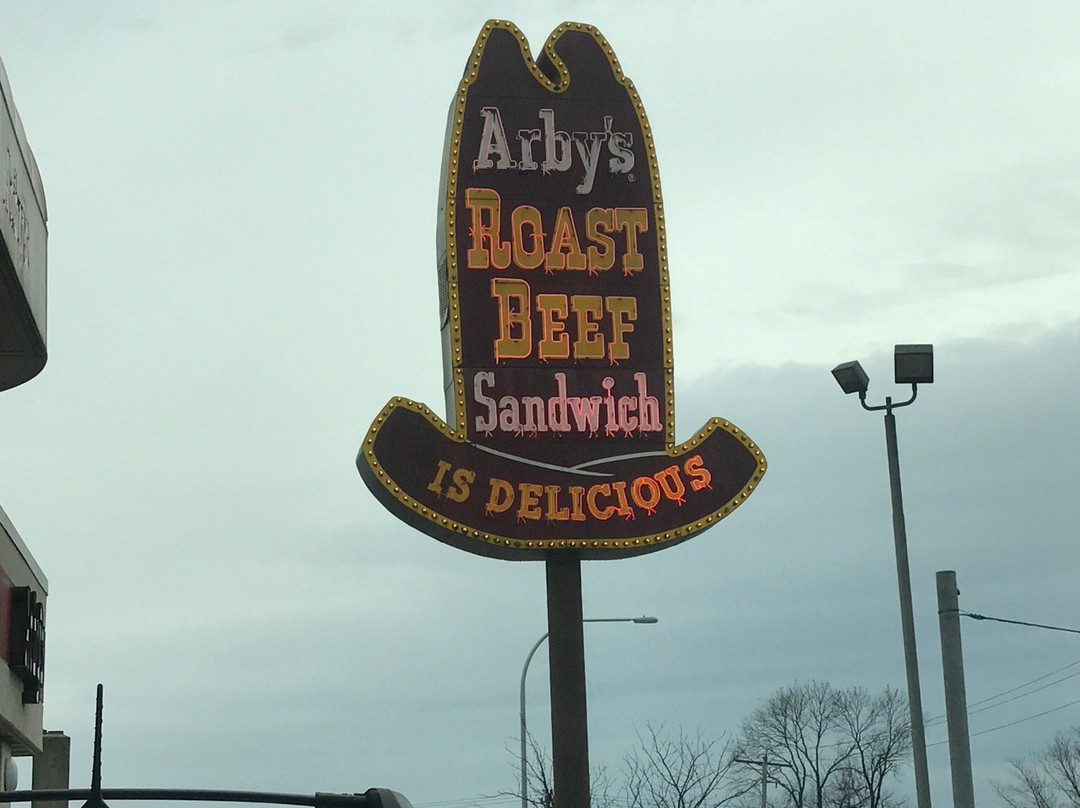 Arby's®
ROAST
BEEF
Sandwich
IS DELICIOUS